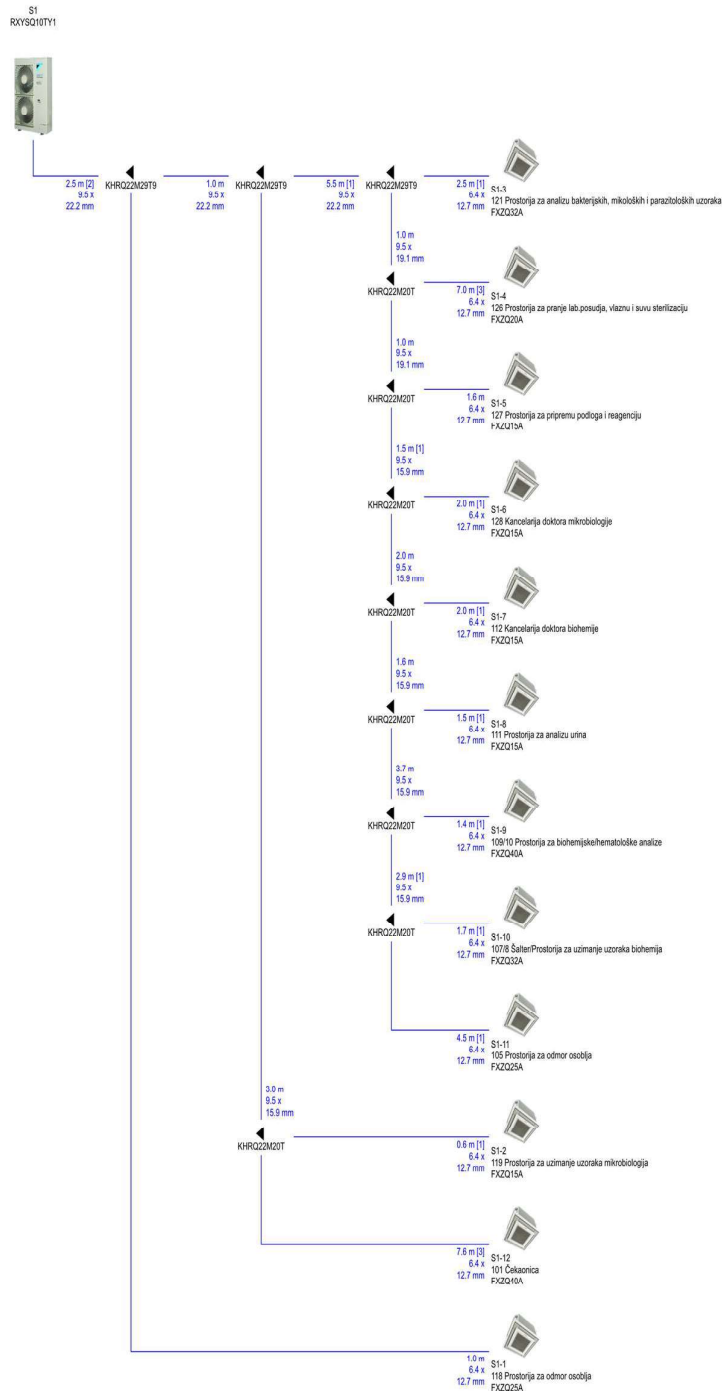 S1
RXYSQ10TY1
2.5 m [2]
9.5 x
22.2 mm
KHRQ22M29T9
1.0 m
9.5 x
22.2 mm
KHRQ22M29T9
5.5 m [1]
9.5 x
22.2 mm
KHRQ22M29T9
2.5 m [1]
6.4 x
12.7 mm
S1-3
121 Prostorija za analizu bakterijskih, mikoloških i parazitoloških uzoraka
FXZQ32A
1.0 m
9.5 x
19.1 mm
KHRQ22M20T
7.0 m [3]
6.4 x
12.7 mm
S1-4
126 Prostorija za pranje lab.posudja, vlaznu i suvu sterilizaciju
FXZQ20A
1.0 m
9.5 x
19.1 mm
KHRQ22M20T
1.6 m
6.4 x
12.7 mm
S1-5
127 Prostorija za pripremu podloga i reagenciju
FXZQ15A
1.5 m [1]
9.5 x
15.9 mm
KHRQ22M20T
2.0 m [1]
6.4 x
12.7 mm
S1-6
128 Kancelarija doktora mikrobiologije
FXZQ15A
2.0 m
9.5 x
15.9 mm
KHRQ22M20T
2.0 m [1]
6.4 x
12.7 mm
S1-7
112 Kancelarija doktora biohemije
FXZQ15A
1.6 m
9.5 x
15.9 mm
KHRQ22M20T
1.5 m [1]
6.4 x
12.7 mm
S1-8
111 Prostorija za analizu urina
FXZQ15A
3.7 m
9.5 x
15.9 mm
KHRQ22M20T
1.4 m [1]
6.4 x
12.7 mm
S1-9
109/10 Prostorija za biohemijske/hematološke analize
FXZQ40A
2.9 m [1]
9.5 x
15.9 mm
KHRQ22M20T
1.7 m [1]
6.4 x
12.7 mm
S1-10
107/8 Šalter/Prostorija za uzimanje uzoraka biohemija
FXZQ32A
4.5 m [1]
6.4 x
12.7 mm
S1-11
105 Prostorija za odmor osoblja
FXZQ25A
3.0 m
9.5 x
15.9 mm
KHRQ22M20T
0.6 m [1]
6.4 x
12.7 mm
S1-2
119 Prostorija za uzimanje uzoraka mikrobiologija
FXZQ15A
7.6 m [3]
6.4 x
12.7 mm
S1-12
101 Čekaonica
FXZQ40A
1.0 m
6.4 x
12.7 mm
S1-1
118 Prostorija za odmor osoblja
FXZQ25A